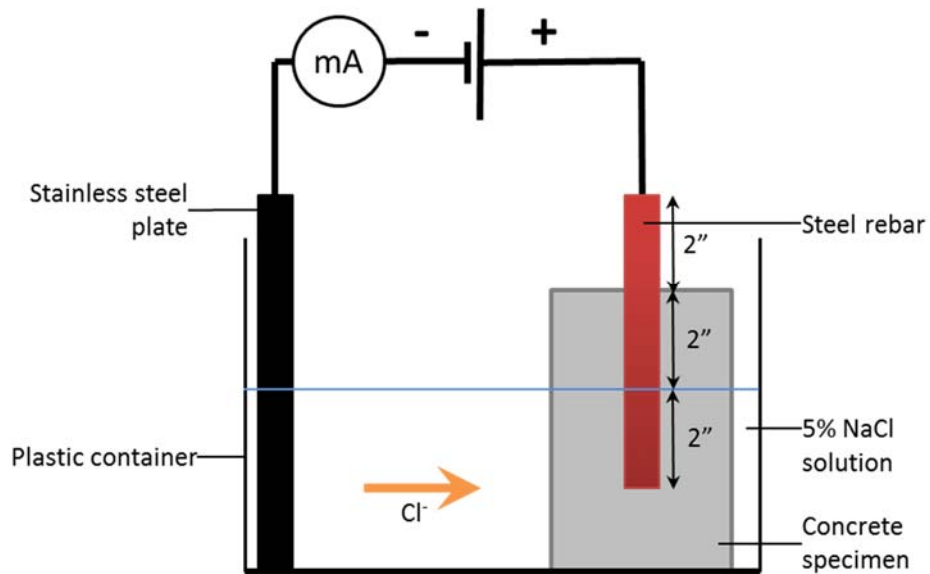 -
+
mA
Stainless steel
plate
Steel rebar
2”
2”
2”
Plastic container
5% NaCl
solution
Cl-
Concrete
specimen